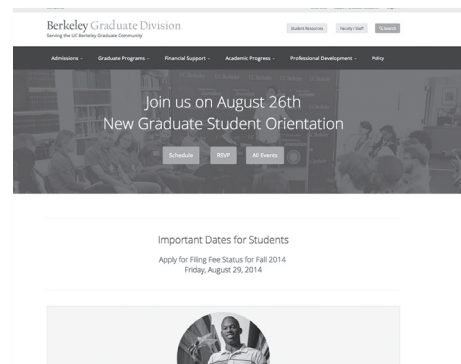 Berkeley Graduate Division
Serving the UC Berkeley Graduate Community
Student Resources Faculty / Staff Search
Admissions Graduate Programs Financial Support Academic Progress Professional Development Policy
Join us on August 26th
New Graduate Student Orientation
Schedule RSVP All Events
Important Dates for Students
Apply for Filing Fee Status for Fall 2014
Friday, August 29, 2014